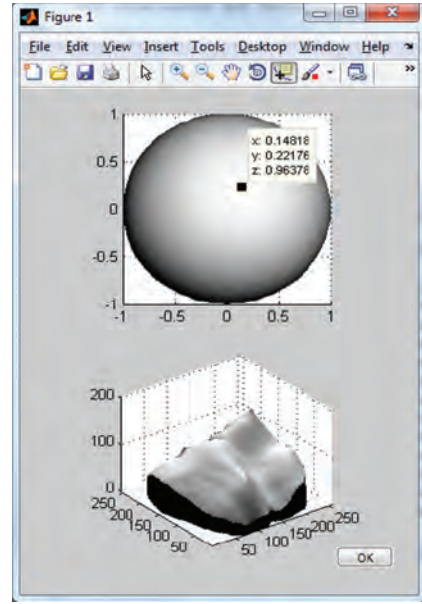 Figure 1
File Edit View Insert Tools Desktop Window Help
1
0.5
0
-0.5
-1
-1 -0.5 0 0.5 1
x: 0.14818
y: 0.22176
z: 0.96376
200
100
0
250
200
150
100
50
50
100
150
200
250
OK